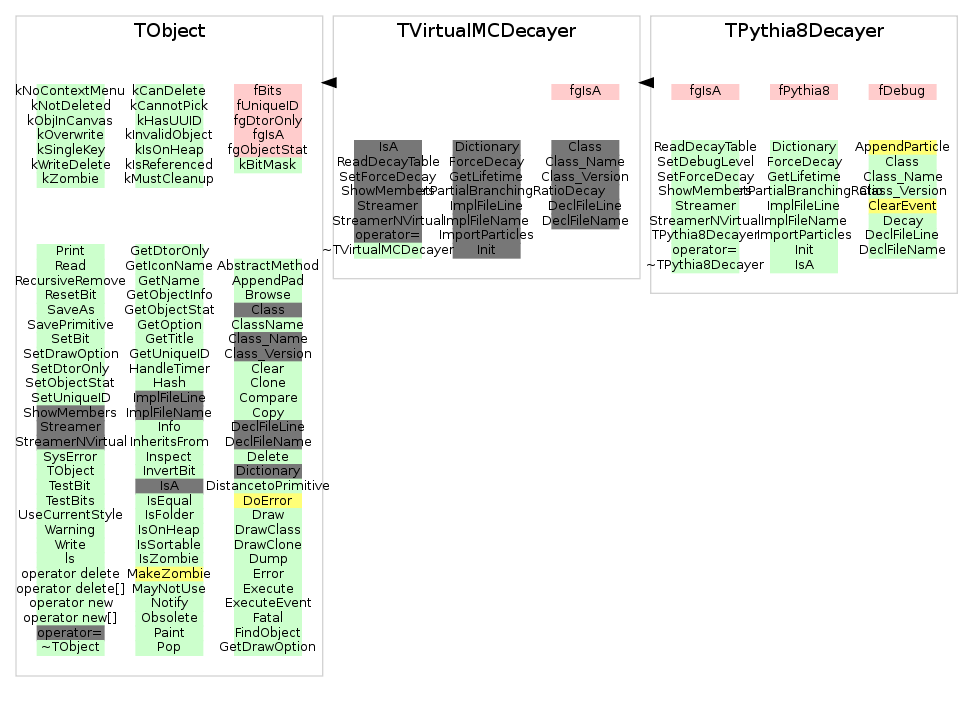 TObject
kNoContextMenu
kNotDeleted
kObjInCanvas
kOverwrite
kSingleKey
kWriteDelete
kZombie
kCanDelete
kCannotPick
kHasUUID
kInvalidObject
kIsOnHeap
kIsReferenced
kMustCleanup
fBits
fUniqueID
fgDtorOnly
fgIsA
fgObjectStat
kBitMask
Print
Read
RecursiveRemove
ResetBit
SaveAs
SavePrimitive
SetBit
SetDrawOption
SetDtorOnly
SetObjectStat
SetUniqueID
ShowMembers
Streamer
StreamerNVirtual
SysError
TObject
TestBit
TestBits
UseCurrentStyle
Warning
Write
ls
operator delete
operator delete[]
operator new
operator new[]
operator=
~TObject
GetDtorOnly
GetIconName
GetName
GetObjectInfo
GetObjectStat
GetOption
GetTitle
GetUniqueID
HandleTimer
Hash
ImplFileLine
ImplFileName
Info
InheritsFrom
Inspect
InvertBit
IsA
IsEqual
IsFolder
IsOnHeap
IsSortable
IsZombie
MakeZombie
MayNotUse
Notify
Obsolete
Paint
Pop
AbstractMethod
AppendPad
Browse
Class
ClassName
Class_Name
Class_Version
Clear
Clone
Compare
Copy
DeclFileLine
DeclFileName
Delete
Dictionary
DistancetoPrimitive
DoError
Draw
DrawClass
DrawClone
Dump
Error
Execute
ExecuteEvent
Fatal
FindObject
GetDrawOption
TVirtualMCDecayer
fgIsA
IsA
ReadDecayTable
SetForceDecay
ShowMembers
Streamer
StreamerNVirtual
operator=
~TVirtualMCDecayer
Dictionary
ForceDecay
GetLifetime
GetPartialBranchingRatio
ImplFileLine
ImplFileName
ImportParticles
Init
Class
Class_Name
Class_Version
Decay
DeclFileLine
DeclFileName
TPythia8Decayer
fgIsA
fPythia8
fDebug
ReadDecayTable
SetDebugLevel
SetForceDecay
ShowMembers
Streamer
StreamerNVirtual
TPythia8Decayer
operator=
~TPythia8Decayer
Dictionary
ForceDecay
GetLifetime
GetPartialBranchingRatio
ImplFileLine
ImplFileName
ImportParticles
Init
IsA
AppendParticle
Class
Class_Name
Class_Version
ClearEvent
Decay
DeclFileLine
DeclFileName